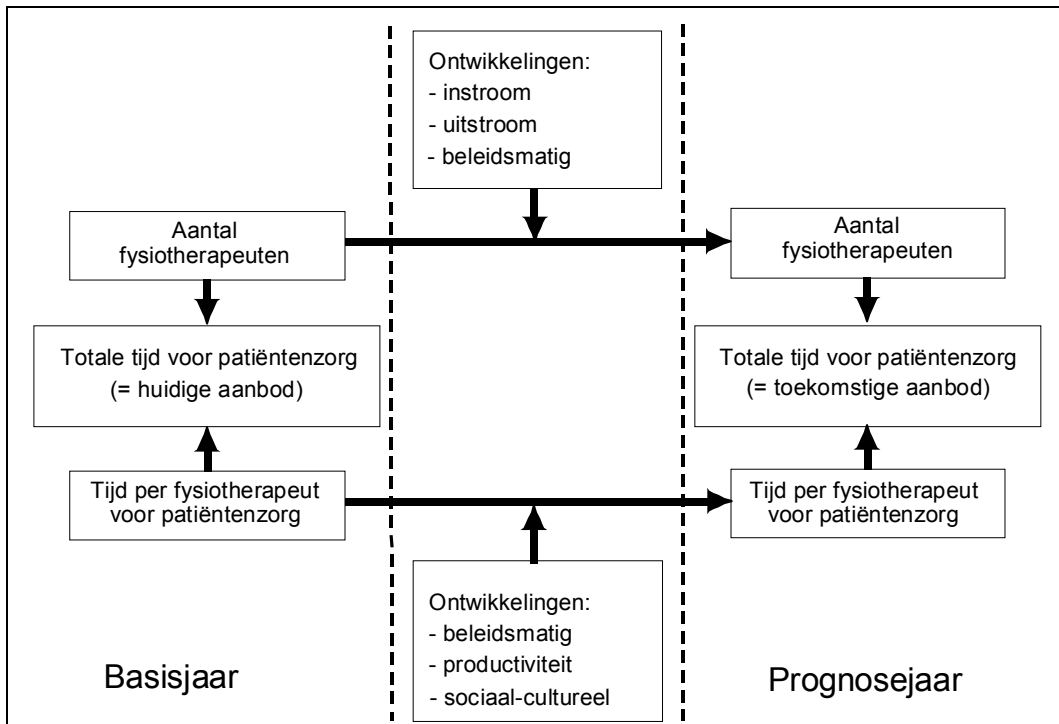 Ontwikkelingen:
- instroom
- uitstroom
- beleidsmatig
Aantal
fysiotherapeuten
Aantal
fysiotherapeuten
Totale tijd voor patiëntenzorg
(= huidige aanbod)
Totale tijd voor patiëntenzorg
(= toekomstige aanbod)
Tijd per fysiotherapeut
voor patiëntenzorg
Tijd per fysiotherapeut
voor patiëntenzorg
Ontwikkelingen:
- beleidsmatig
- productiviteit
- sociaal-cultureel
Basisjaar
Prognosejaar